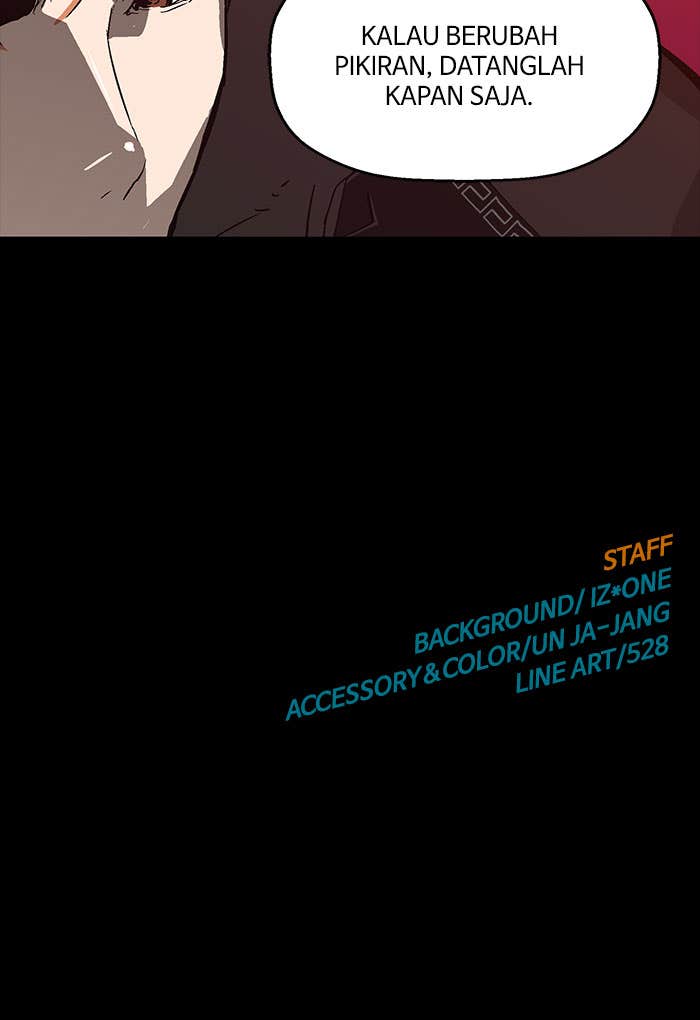 KALAU BERUBAH
PIKIRAN, DATANGLAH
KAPAN SAJA.
STAFF
BACKGROUND/ IZ*ONE
ACCESSORY&COLOR/UN JA-JANG
LINE ART/528